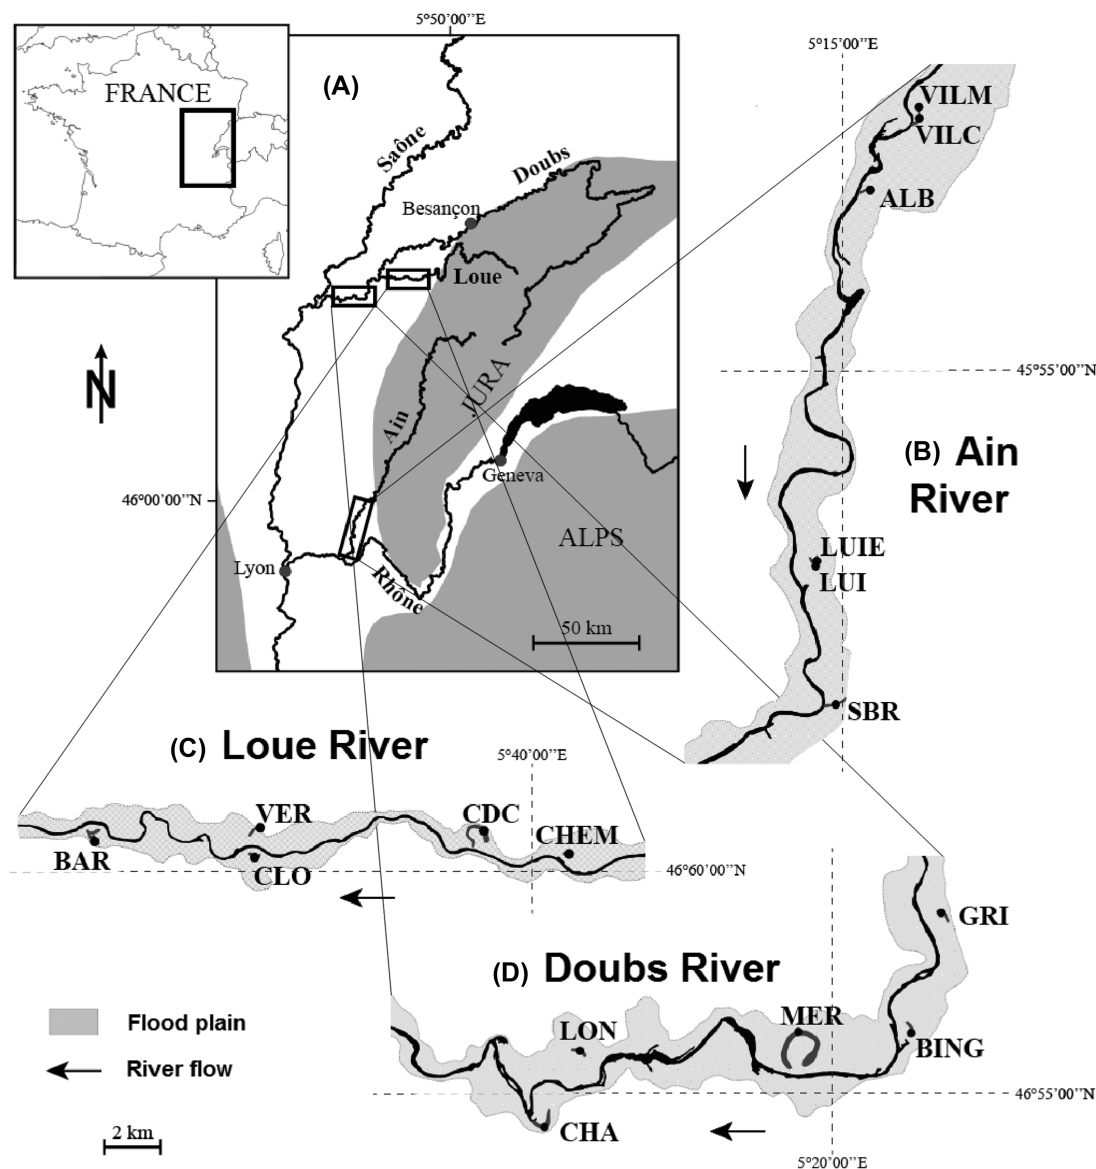 5°50’00’’E
FRANCE
(A)
Saône
Doubs
Besançon
Loue
JURA
Ain
Geneva
46°00’00’’N
ALPS
Lyon
Rhône
50 km
N
5°15’00’’E
VILM
VILC
ALB
45°55’00’’N
(B) Ain
River
LUIE
LUI
SBR
(C) Loue River
5°40’00’’E
VER
CDC
CHEM
BAR
CLO
46°60’00’’N
(D) Doubs River
GRI
MER
LON
BING
46°55’00’’N
CHA
5°20’00’’E
Flood plain
River flow
2 km